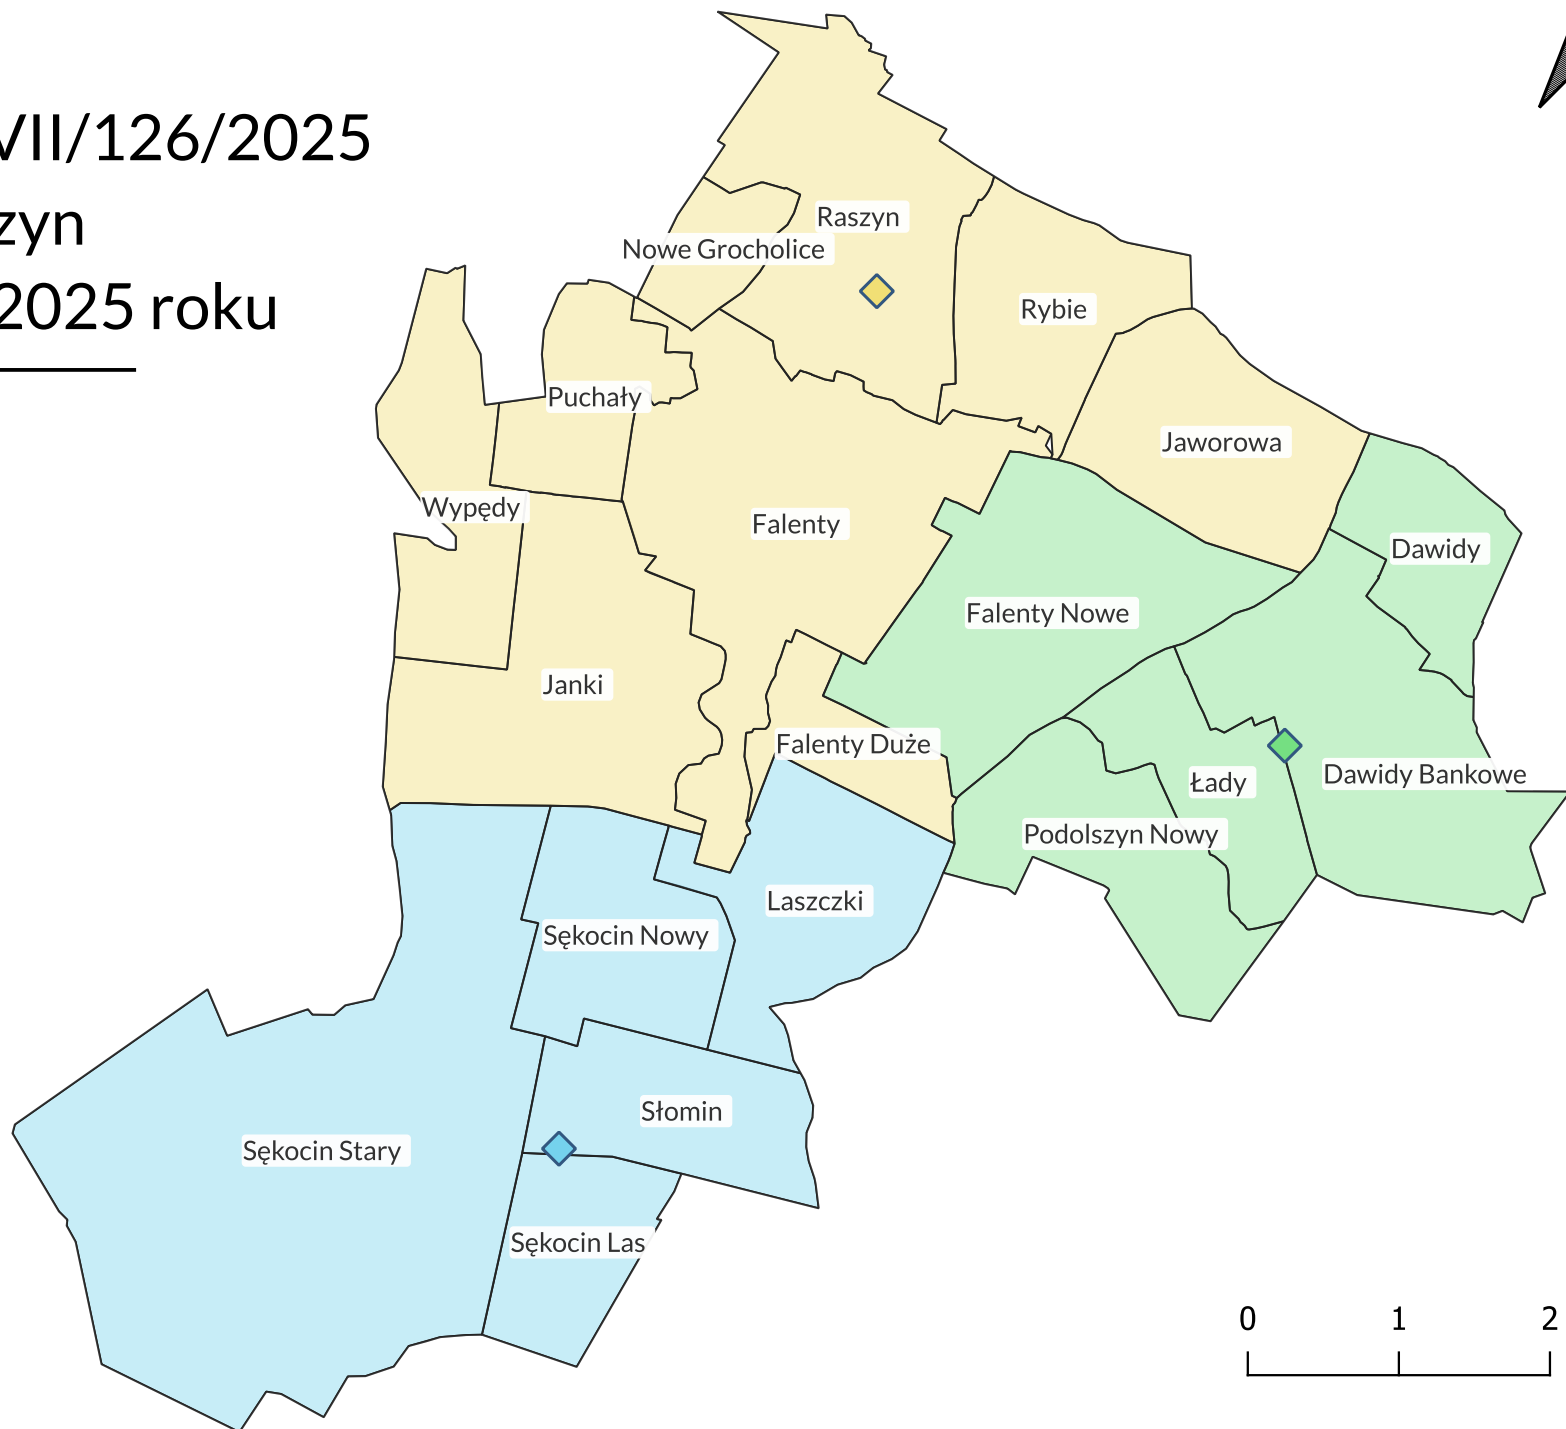 VII/126/2025
zyn
2025 roku
Raszyn
Nowe Grocholice
Rybie
Puchały
Jaworowa
Wypędy
Falenty
Dawidy
Falenty Nowe
Janki
Falenty Duże
Dawidy Bankowe
Łady
Podolszyn Nowy
Laszczki
Sękocin Nowy
Słomin
Sękocin Stary
Sękocin Las
0 1 2